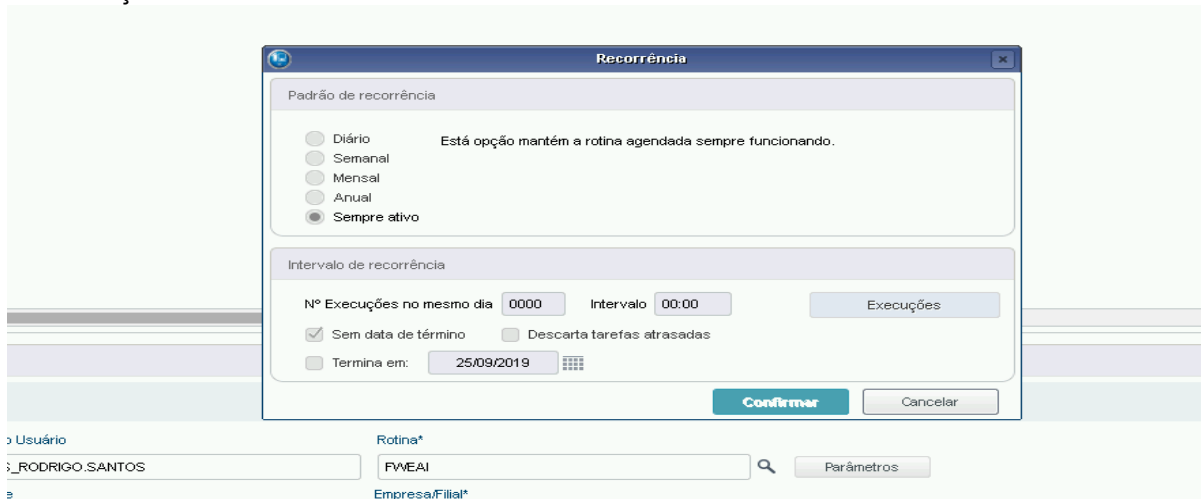 Recorrência
Padrão de recorrência
Diário
Está opção mantém a rotina agendada sempre funcionando.
Semanal
Mensal
Anual
Sempre ativo
Intervalo de recorrência
Nº Execuções no mesmo dia 0000 Intervalo 00:00 Execuções
Sem data de término Descarta tarefas atrasadas
Termina em: 25/09/2019
Confirmar Cancelar
o Usuário Rotina*
S_RODRIGO.SANTOS FWEAI Parâmetros
e Empresa/Filial*